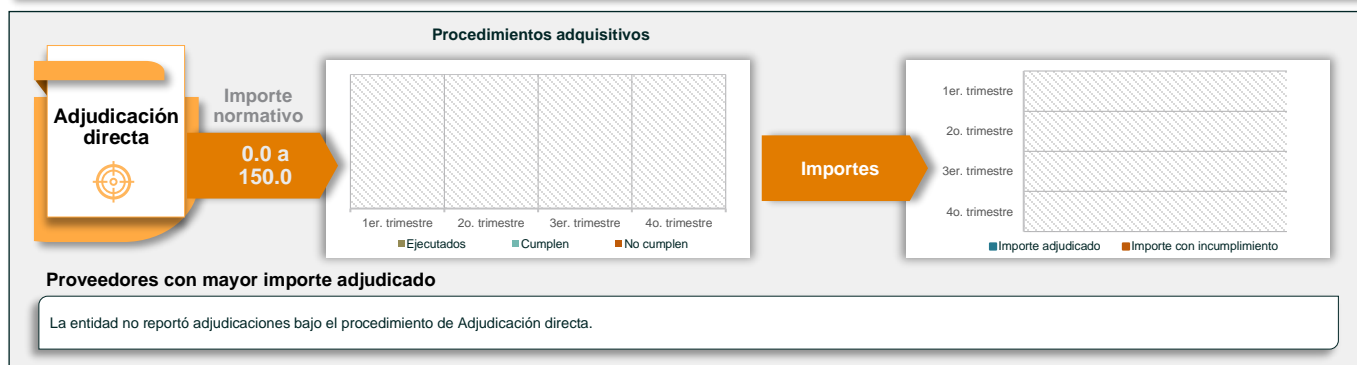 Procedimientos adquisitivos
Adjudicación
directa
Importe
normativo
0.0 a
150.0
1er. trimestre 2o. trimestre 3er. trimestre 4o. trimestre
Ejecutados Cumplen No cumplen
Importes
1er. trimestre
2o. trimestre
3er. trimestre
4o. trimestre
Importe adjudicado Importe con incumplimiento
Proveedores con mayor importe adjudicado
La entidad no reportó adjudicaciones bajo el procedimiento de Adjudicación directa.